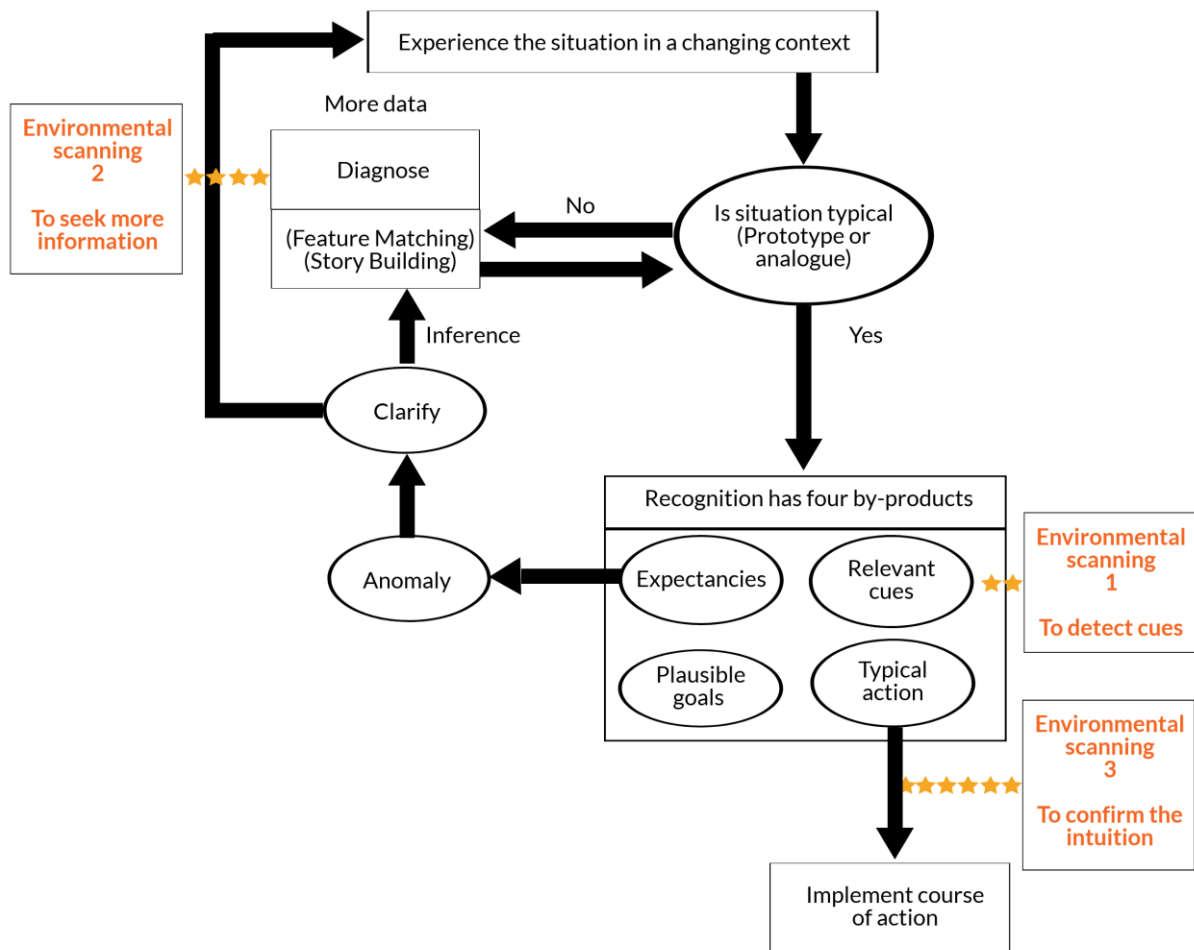 Experience the situation in a changing context
More data
Environmental
scanning
2
To seek more
information
Diagnose
(Feature Matching)
(Story Building)
No
Is situation typical
(Prototype or
analogue)
Inference
Yes
Clarify
Recognition has four by-products
Anomaly
Expectancies
Relevant
cues
Plausible
goals
Typical
action
Environmental
scanning
1
To detect cues
Environmental
scanning
3
To confirm the
intuition
Implement course
of action